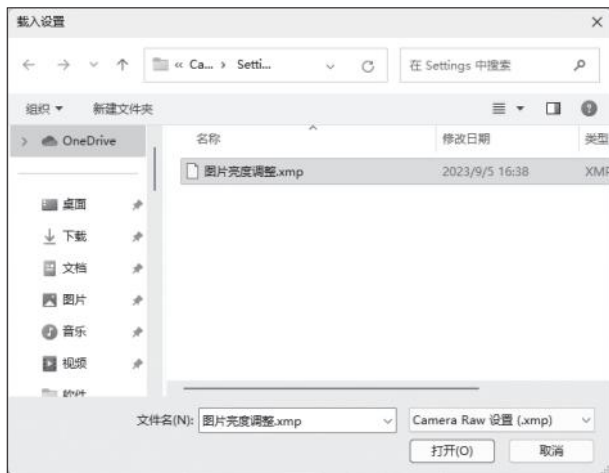 载入设置
« Ca... › Setti...
在 Settings 中搜索
组织
新建文件夹
OneDrive
名称
修改日期
类型
图片亮度调整.xmp
2023/9/5 16:38
XMP
桌面
下载
文档
图片
音乐
视频
软件
文件名(N): 图片亮度调整.xmp
Camera Raw 设置 (.xmp)
打开(O)
取消